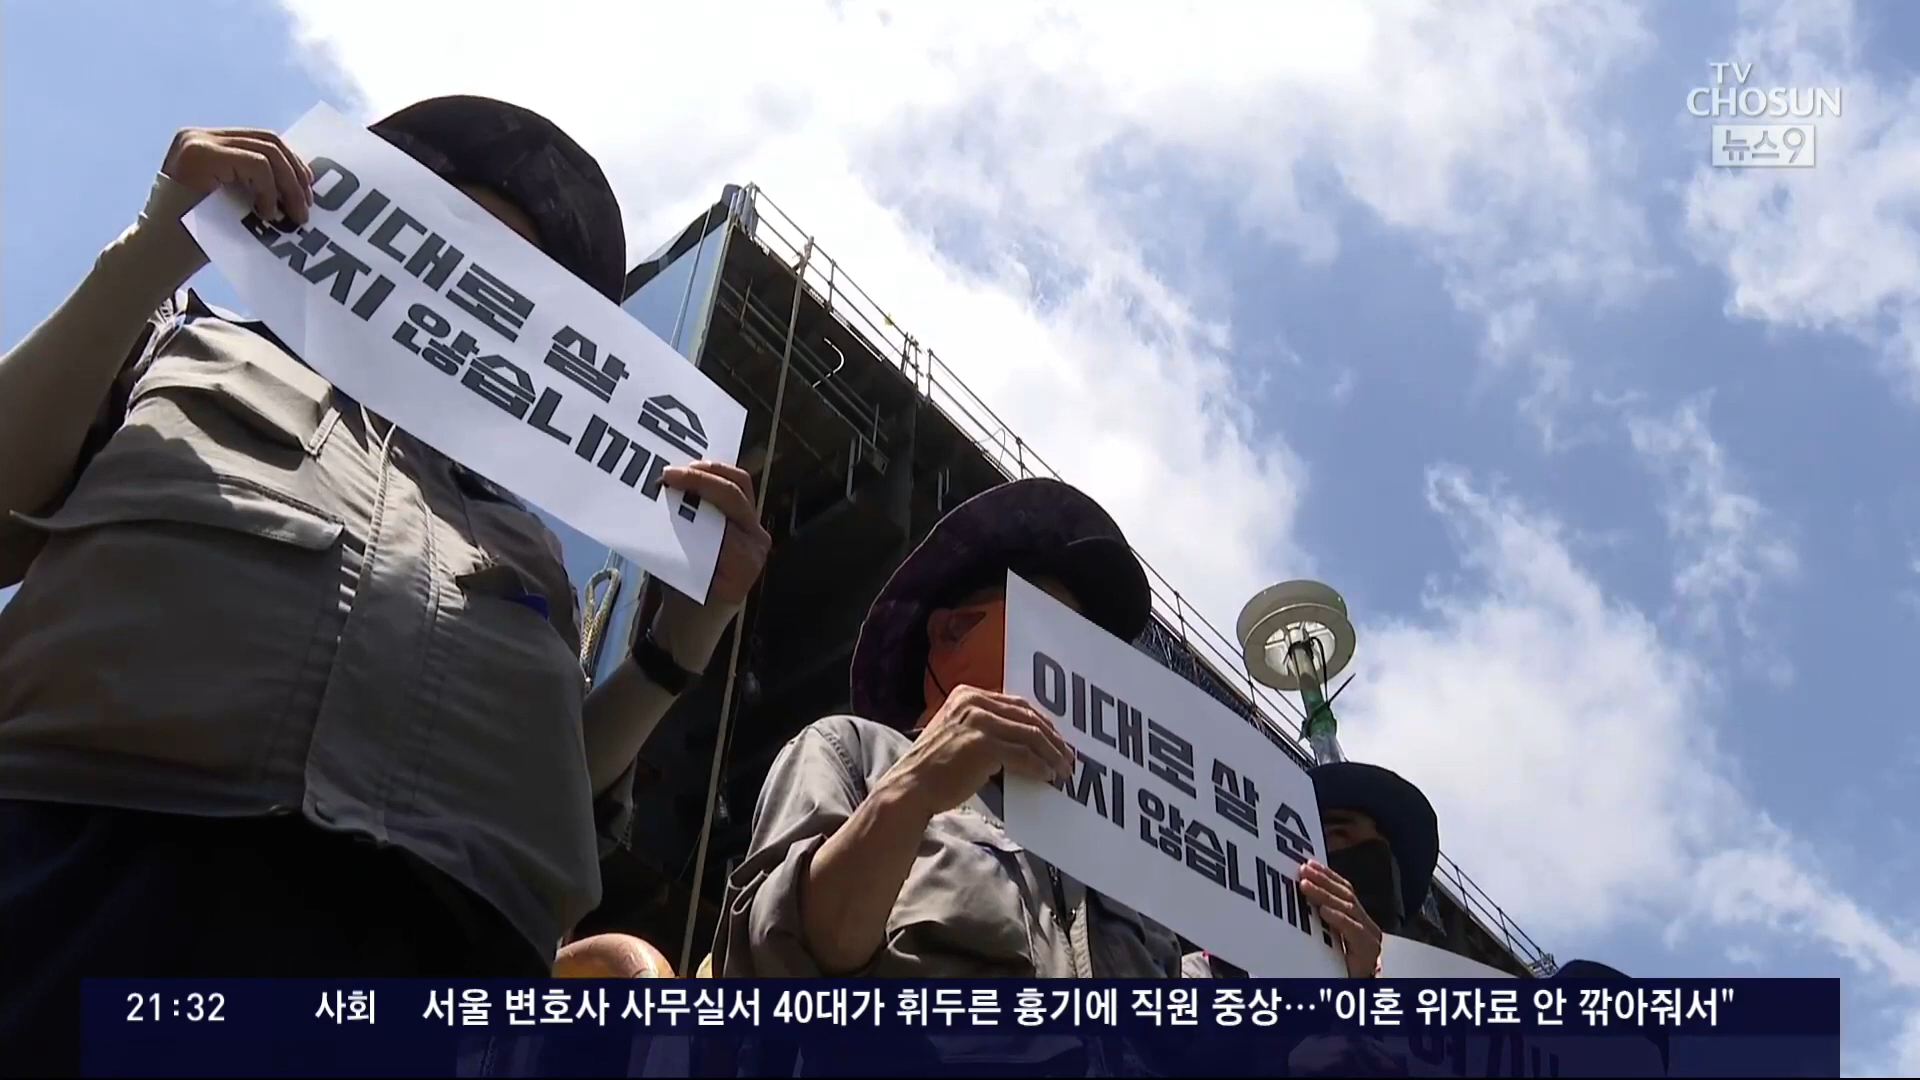 TV
CHOSUN
뉴스9
이대로 살 순
없지 않습니까?
이대로 살 순
않습니까?
21:32 사회 서울 변호사 사무실서 40대가 휘두른 흉기에 직원 중상…"이혼 위자료 안 깎아줘서"